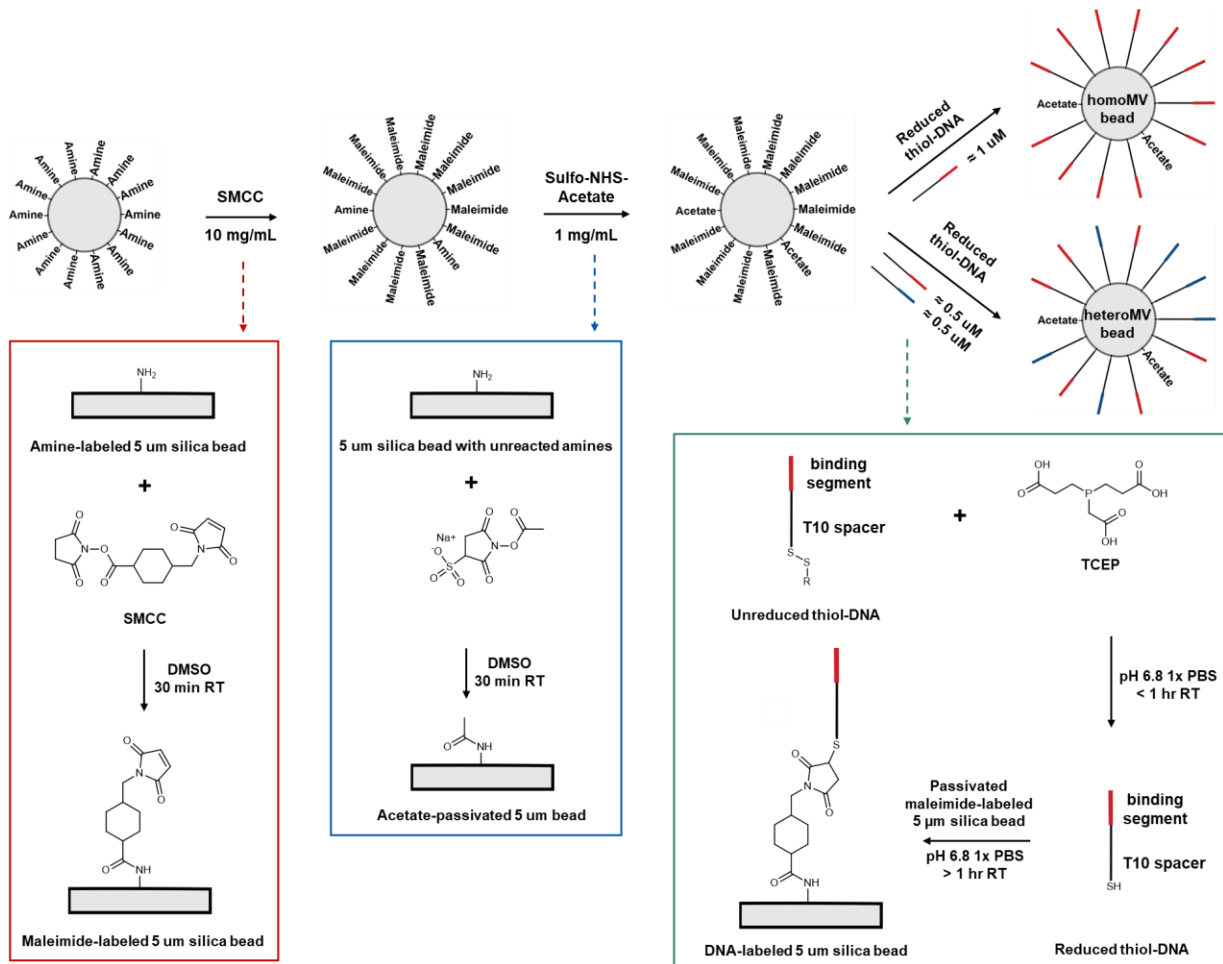 Amine
Amine
Amine
Amine
Amine
Amine
Amine
Amine
Amine
Amine
Amine
Amine
Amine
Amine
SMCC
10 mg/mL
Maleimide
Maleimide
Maleimide
Maleimide
Maleimide
Maleimide
Amine
Maleimide
Maleimide
Maleimide
Maleimide
Amine
Maleimide
Maleimide
Sulfo-NHS-
Acetate
1 mg/mL
Maleimide
Maleimide
Maleimide
Maleimide
Maleimide
Maleimide
Acetate
Maleimide
Maleimide
Maleimide
Maleimide
Acetate
Maleimide
Maleimide
Reduced
thiol-DNA
≈ 1 uM
Reduced
thiol-DNA
≈ 0.5 uM
≈ 0.5 uM
homoMV
bead
Acetate
Acetate
heteroMV
bead
Acetate
Acetate
NH2
Amine-labeled 5 um silica bead
+
O
N
O
O
O
O
N
O
SMCC
DMSO
30 min RT
O
N
O
O
NH
Maleimide-labeled 5 um silica bead
NH2
5 um silica bead with unreacted amines
+
Na+
-O
S
O
O
O
N
O
O
O
DMSO
30 min RT
O
NH
Acetate-passivated 5 um bead
binding
segment
T10 spacer
S
S
R
Unreduced thiol-DNA
+
OH
O
P
O
OH
O
OH
TCEP
pH 6.8 1x PBS
< 1 hr RT
binding
segment
T10 spacer
SH
Reduced thiol-DNA
Passivated
maleimide-labeled
5 µm silica bead
pH 6.8 1x PBS
> 1 hr RT
S
O
N
O
O
NH
DNA-labeled 5 um silica bead